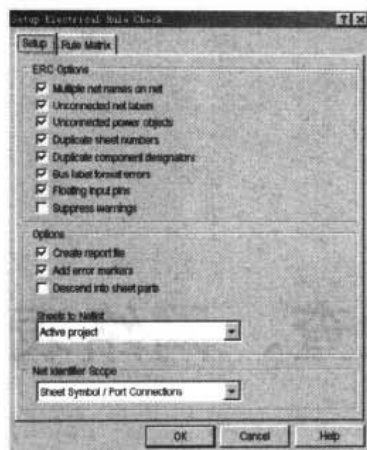 Setup Electrical Rule Check
Setup
Rule Matrix
ERC Options
Multiple net names on net
Unconnected net labels
Unconnected power objects
Duplicate sheet numbers
Duplicate component designators
Bus label format errors
Floating input pins
Suppress warnings
Options
Create report file
Add error markers
Descend into sheet parts
Sheets to Netlist
Active project
Net Identifier Scope
Sheet Symbol / Port Connections
OK
Cancel
Help